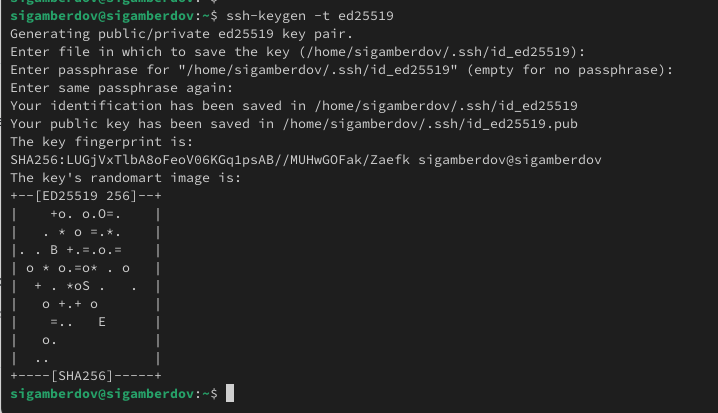 sigamberdov@sigamberdov:~$ ssh-keygen -t ed25519
Generating public/private ed25519 key pair.
Enter file in which to save the key (/home/sigamberdov/.ssh/id_ed25519):
Enter passphrase for "/home/sigamberdov/.ssh/id_ed25519" (empty for no passphrase):
Enter same passphrase again:
Your identification has been saved in /home/sigamberdov/.ssh/id_ed25519
Your public key has been saved in /home/sigamberdov/.ssh/id_ed25519.pub
The key fingerprint is:
SHA256:LUGjVxTlbA8oFeoV06KGq1psAB//MUHwGOFak/Zaefk sigamberdov@sigamberdov
The key's randomart image is:
+--[ED25519 256]--+
|    +o. o.O=.    |
|   . * o =.*.    |
|. . B +.=.o.=    |
| o * o.=o* . o   |
|  + . *oS .   .  |
|   o +.+ o       |
|    =..   E      |
|   o.            |
|  ..             |
+----[SHA256]-----+
sigamberdov@sigamberdov:~$